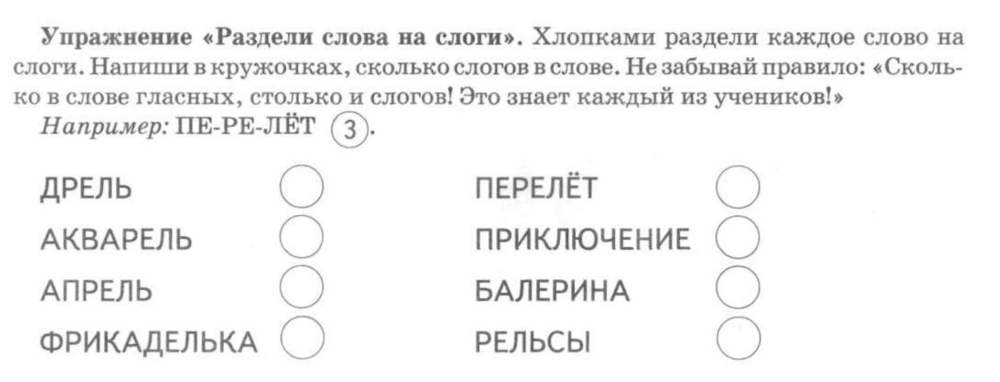 Упражнение «Раздели слова на слоги». Хлопками раздели каждое слово на
слоги. Напиши в кружочках, сколько слогов в слове. Не забывай правило: «Сколь-
ко в слове гласных, столько и слогов! Это знает каждый из учеников!»
Например: ПЕ-РЕ-ЛЁТ 3.
ДРЕЛЬ ПЕРЕЛЁТ
АКВАРЕЛЬ ПРИКЛЮЧЕНИЕ
АПРЕЛЬ БАЛЕРИНА
ФРИКАДЕЛЬКА РЕЛЬСЫ